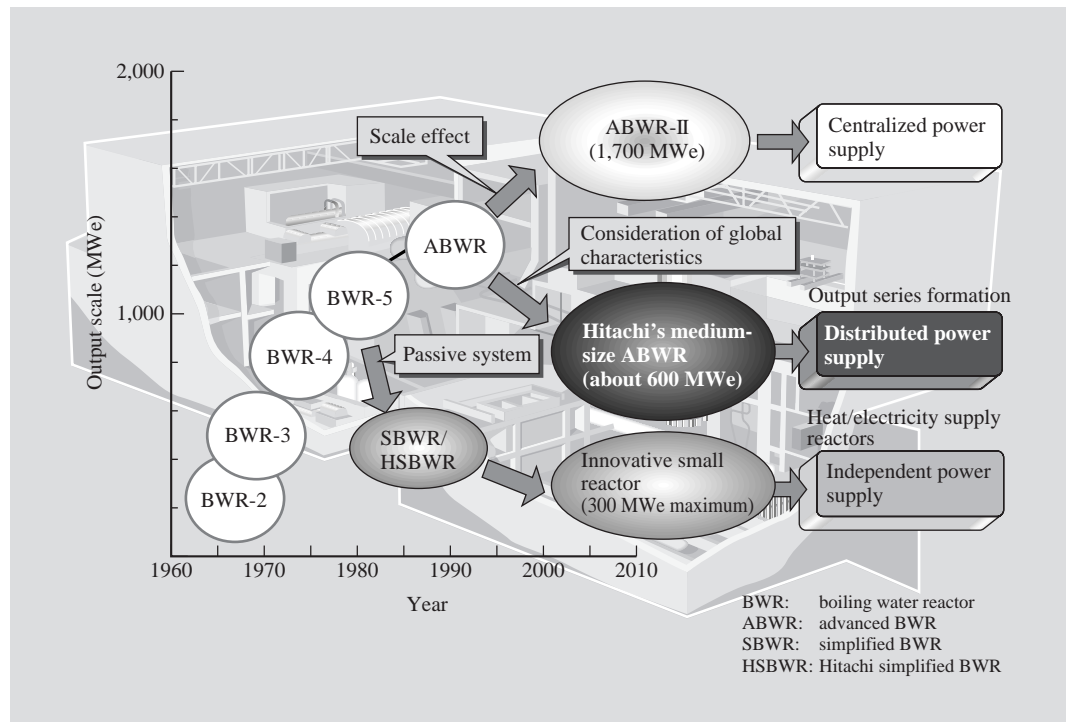 2,000
1,000
Output scale (MWe)
Scale effect
ABWR-II
(1,700 MWe)
Centralized power
supply
ABWR
Consideration of global
characteristics
BWR-5
Output series formation
BWR-4
Passive system
Hitachi's medium-
size ABWR
(about 600 MWe)
Distributed power
supply
BWR-3
SBWR/
HSBWR
Heat/electricity supply
reactors
Innovative small
reactor
(300 MWe maximum)
Independent power
supply
BWR-2
1960 1970 1980 1990 2000 2010
Year
BWR: boiling water reactor
ABWR: advanced BWR
SBWR: simplified BWR
HSBWR: Hitachi simplified BWR